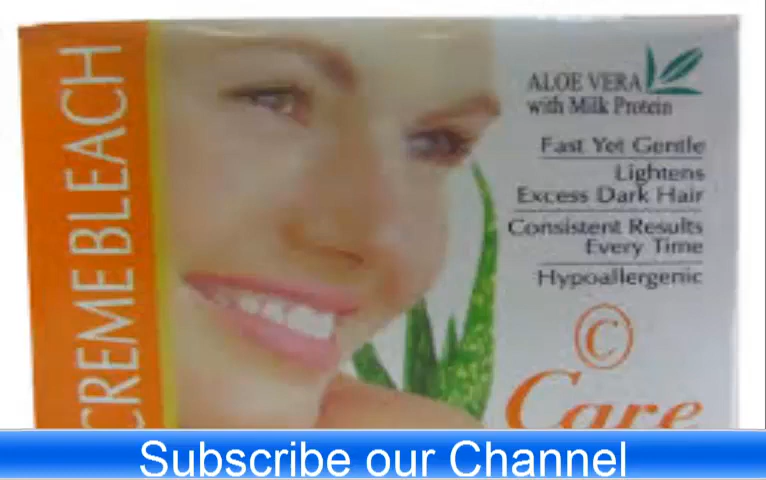 CREME BLEACH
ALOE VERA
with Milk Protein
Fast Yet Gentle
Lightens
Excess Dark Hair
Consistent Results
Every Time
Hypoallergenic
C
Care
Subscribe our Channel